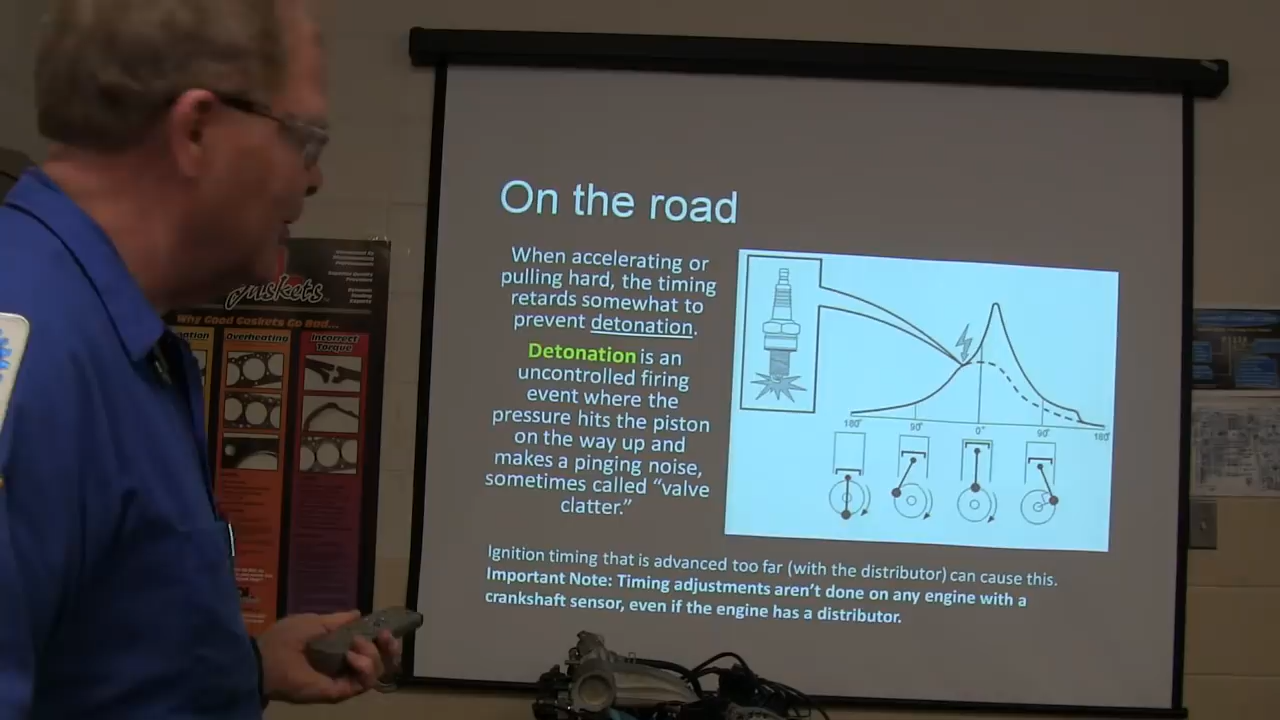 On the road
When accelerating or
pulling hard, the timing
retards somewhat to
prevent detonation.
Detonation is an
uncontrolled firing
event where the
pressure hits the piston
on the way up and
makes a pinging noise,
sometimes called “valve
clatter.”
180°
90°
0°
90°
180°
Ignition timing that is advanced too far (with the distributor) can cause this.
Important Note: Timing adjustments aren’t done on any engine with a
crankshaft sensor, even if the engine has a distributor.
Gaskets
Why Good Gaskets Go Bad...
Overheating
Incorrect
Torque